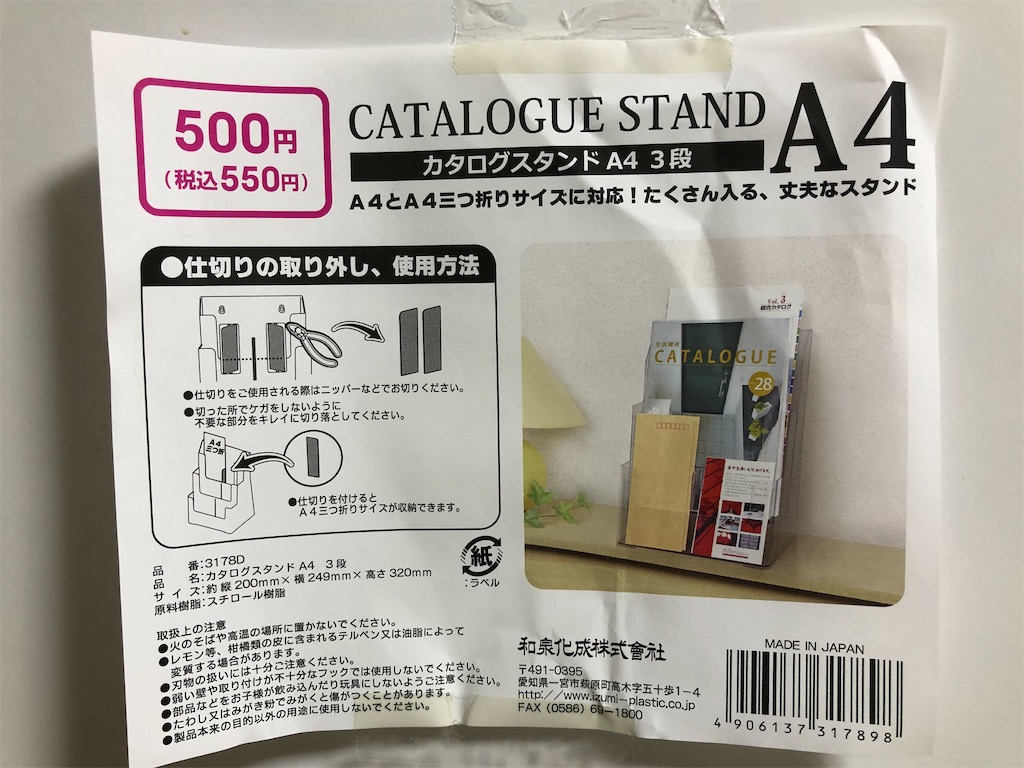 500円
(税込550円)
CATALOGUE STAND A4
カタログスタンド A4 3段
A4とA4三つ折りサイズに対応！たくさん入る、丈夫なスタンド
●仕切りの取り外し、使用方法
●仕切りをご使用される際はニッパーなどでお切りください。
●切った所でケガをしないように
不要な部分をキレイに切り落としてください。
A4
三つ折
●仕切りを付けると
A4三つ折りサイズが収納できます。
Vol. 3
総合カタログ
生活雑貨
CATALOGUE
28
品　番:3178D
品　名:カタログスタンド A4 3段
サイズ:約 縦 200mm×横 249mm×高さ 320mm
原料樹脂:スチロール樹脂
紙
:ラベル
取扱上の注意
●火のそばや高温の場所に置かないでください。
●レモン等、柑橘類の皮に含まれるテルペン又は油脂によって
変質する場合があります。
●刃物の扱いには十分ご注意ください。
●弱い壁や取り付けが不十分なフックでは使用しないでください。
●部品などをお子様が飲み込んだり玩具にしないようご注意ください。
●たわし又はみがき粉でみがくと傷がつくことがあります。
●製品本来の目的以外の用途に使用しないでください。
和泉化成株式會社
〒491-0395
愛知県一宮市萩原町高木字五十歩1-4
http://www.izumi-plastic.co.jp
FAX (0586) 69-1800
MADE IN JAPAN
4 906137 317898